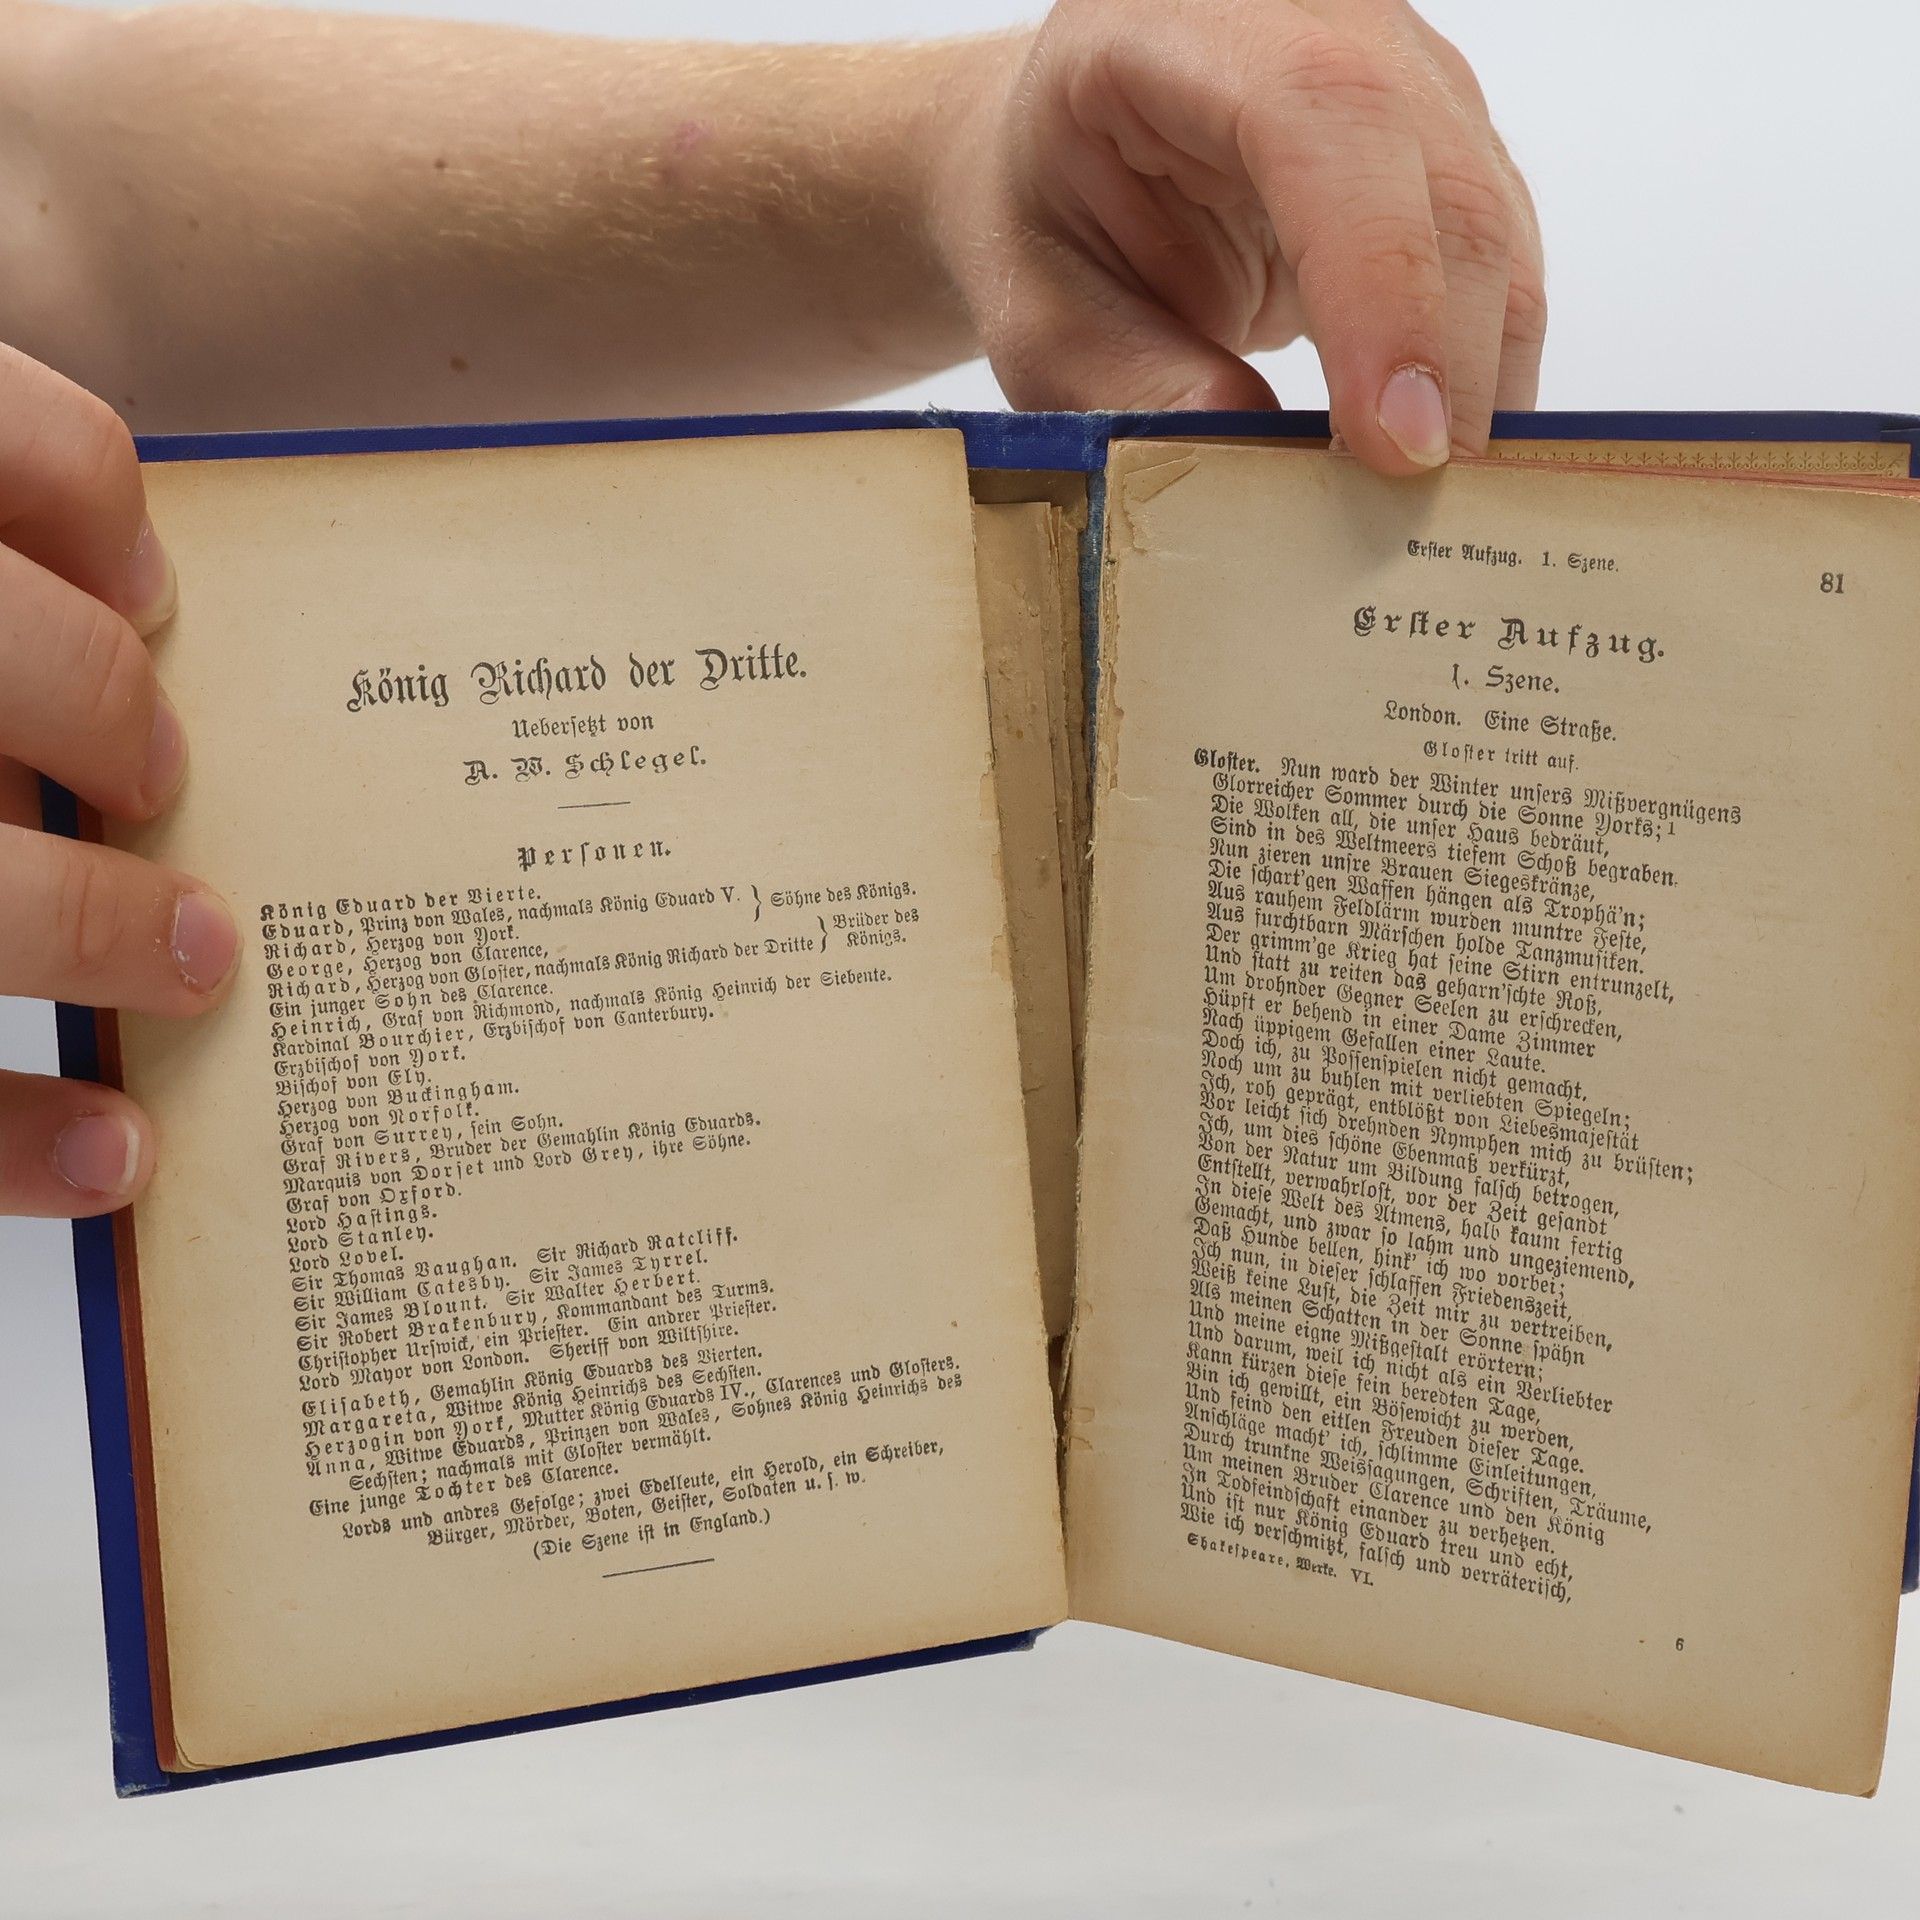 König Richard der Dritte.
Uebersetzt von
A. W. Schlegel.
Personen.
König Eduard der Vierte.
Eduard, Prinz von Wales, nachmals König Eduard V. } Söhne des Königs.
Richard, Herzog von York.
George, Herzog von Clarence, } Brüder des
Richard, Herzog von Gloster, nachmals König Richard der Dritte Königs.
Ein junger Sohn des Clarence.
Heinrich, Graf von Richmond, nachmals König Heinrich der Siebente.
Kardinal Bourchier, Erzbischof von Canterbury.
Erzbischof von York.
Bischof von Ely.
Herzog von Buckingham.
Herzog von Norfolk.
Graf von Surrey, sein Sohn.
Graf Rivers, Bruder der Gemahlin König Eduards.
Marquis von Dorset und Lord Grey, ihre Söhne.
Graf von Oxford.
Lord Hastings.
Lord Stanley.
Lord Lovel.
Sir Thomas Vaughan. Sir Richard Ratcliff.
Sir William Catesby. Sir James Tyrrel.
Sir James Blount. Sir Walter Herbert.
Sir Robert Brakenbury, Kommandant des Turms.
Christopher Urswick, ein Priester. Ein andrer Priester.
Lord Mayor von London. Sheriff von Wiltshire.
Elisabeth, Gemahlin König Eduards des Vierten.
Margareta, Witwe König Heinrichs des Sechsten.
Herzogin von York, Mutter König Eduards IV., Clarences und Glosters.
Anna, Witwe Eduards, Prinzen von Wales, Sohnes König Heinrichs des
Sechsten; nachmals mit Gloster vermählt.
Eine junge Tochter des Clarence.
Lords und andres Gefolge; zwei Edelleute, ein Herold, ein Schreiber,
Bürger, Mörder, Boten, Geister, Soldaten u. s. w.
(Die Szene ist in England.)
Erster Aufzug. 1. Szene. 81
Erster Aufzug.
1. Szene.
London. Eine Straße.
Gloster tritt auf.
Gloster. Nun ward der Winter unsers Mißvergnügens
Glorreicher Sommer durch die Sonne Yorks;¹
Die Wolken all, die unser Haus bedräut,
Sind in des Weltmeers tiefem Schoß begraben.
Nun zieren unsre Brauen Siegeskränze,
Die schart'gen Waffen hängen als Trophä'n;
Aus rauhem Feldlärm wurden muntre Feste,
Aus furchtbarn Märschen holde Tanzmusiken.
Der grimm'ge Krieg hat seine Stirn entrunzelt,
Und statt zu reiten das geharn'schte Roß,
Um drohnder Gegner Seelen zu erschrecken,
Hüpft er behend in einer Dame Zimmer
Nach üppigem Gefallen einer Laute.
Doch ich, zu Possenspielen nicht gemacht,
Noch um zu buhlen mit verliebten Spiegeln;
Ich, roh geprägt, entblößt von Liebesmajestät
Vor leicht sich drehnden Nymphen mich zu brüsten;
Ich, um dies schöne Ebenmaß verkürzt,
Von der Natur um Bildung falsch betrogen,
Entstellt, verwahrlost, vor der Zeit gesandt
In diese Welt des Atmens, halb kaum fertig
Gemacht, und zwar so lahm und ungeziemend,
Daß Hunde bellen, hink' ich wo vorbei;
Ich nun, in dieser schlaffen Friedenszeit,
Weiß keine Lust, die Zeit mir zu vertreiben,
Als meinen Schatten in der Sonne spähn
Und meine eigne Mißgestalt erörtern;
Und darum, weil ich nicht als ein Verliebter
Kann kürzen diese fein beredten Tage,
Bin ich gewillt, ein Bösewicht zu werden,
Und feind den eitlen Freuden dieser Tage.
Anschläge macht' ich, schlimme Einleitungen,
Durch trunkne Weissagungen, Schriften, Träume,
Um meinen Bruder Clarence und den König
In Todfeindschaft einander zu verhetzen.
Und ist nur König Eduard treu und echt,
Wie ich verschmitzt, falsch und verräterisch,
Shakespeare, Werke. VI.
6